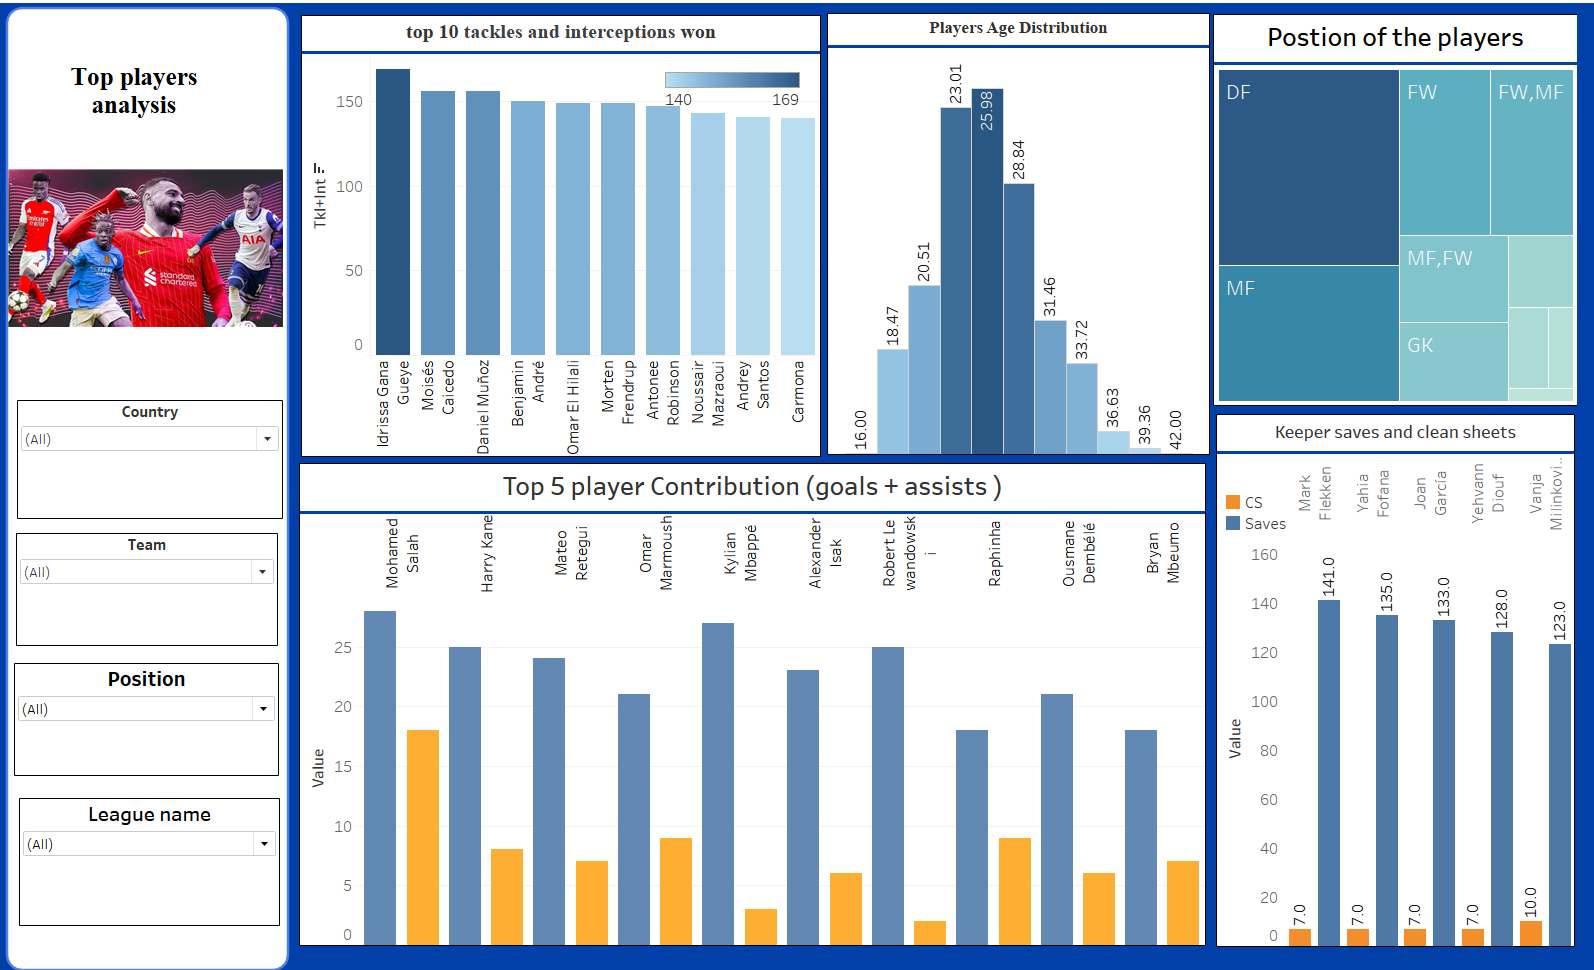 Top players
analysis
Emirates
standard
chartered
AIA
Country
(All)
Team
(All)
Position
(All)
League name
(All)
top 10 tackles and interceptions won
140
169
Tkl+Int
150
100
50
0
Idrissa Gana
Gueye
Moisés
Caicedo
Daniel Muñoz
Benjamin
André
Omar El Hilali
Morten
Frendrup
Antonee
Robinson
Noussair
Mazraoui
Andrey
Santos
Carmona
Players Age Distribution
16.00
18.47
20.51
23.01
25.98
28.84
31.46
33.72
36.63
39.36
42.00
Postion of the players
DF
FW
FW,MF
MF
MF,FW
GK
Top 5 player Contribution (goals + assists )
Mohamed
Salah
Harry Kane
Mateo
Retegui
Omar
Marmoush
Kylian
Mbappé
Alexander
Isak
Robert Le
wandowsk
i
Raphinha
Ousmane
Dembélé
Bryan
Mbeumo
Value
25
20
15
10
5
0
Keeper saves and clean sheets
CS
Saves
Mark
Flekken
Yahia
Fofana
Joan
García
Yehvann
Diouf
Vanja
Milinkovi..
Value
160
140
120
100
80
60
40
20
0
7.0
141.0
7.0
135.0
7.0
133.0
7.0
128.0
10.0
123.0